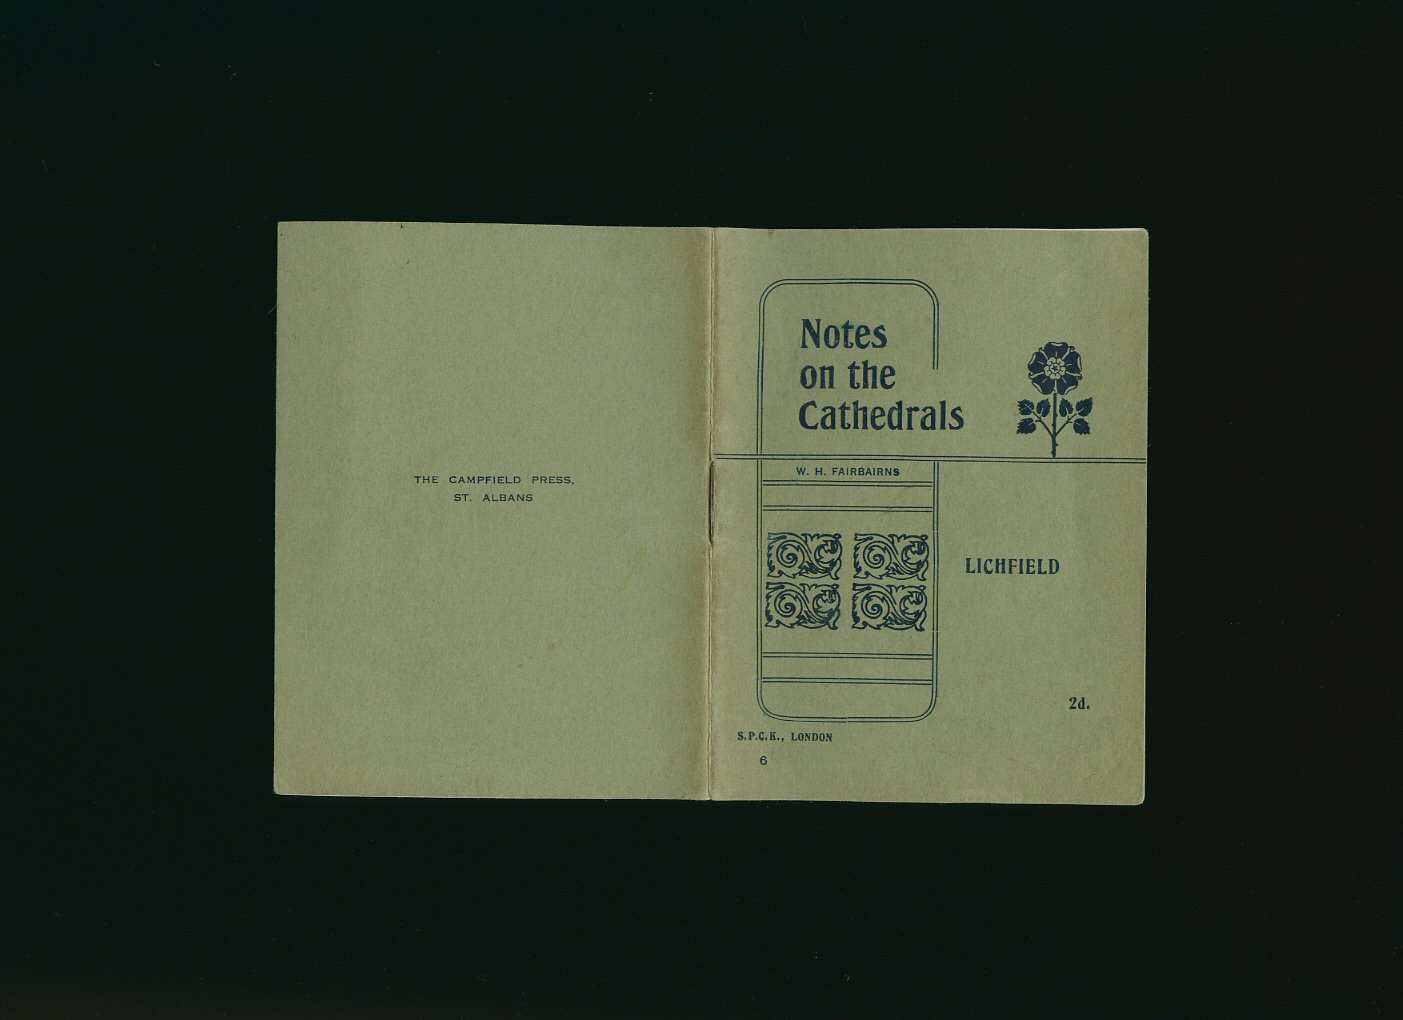 THE CAMPFIELD PRESS,
ST. ALBANS
Notes
on the
Cathedrals
W. H. FAIRBAIRNS
LICHFIELD
2d.
S.P.C.K., LONDON
6